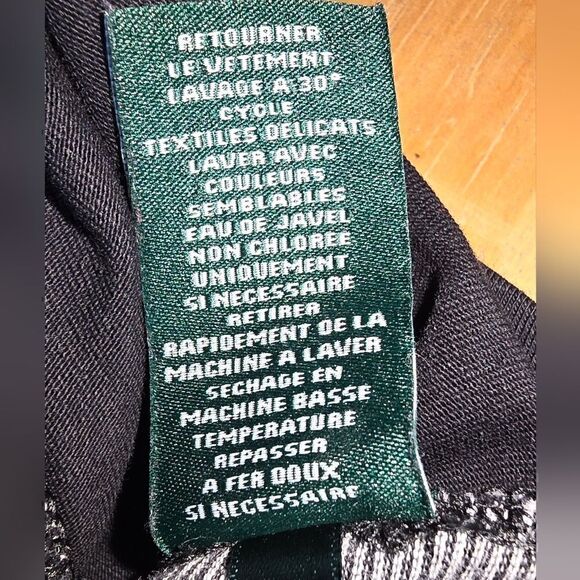 RETOURNER
LE VETEMENT
LAVAGE A 30°
CYCLE
TEXTILES DELICATS
LAVER AVEC
COULEURS
SEMBLABLES
EAU DE JAVEL
NON CHLOREE
UNIQUEMENT
SI NECESSAIRE
RETIRER
RAPIDEMENT DE LA
MACHINE A LAVER
SECHAGE EN
MACHINE BASSE
TEMPERATURE
REPASSER
A FER DOUX
SI NECESSAIRE